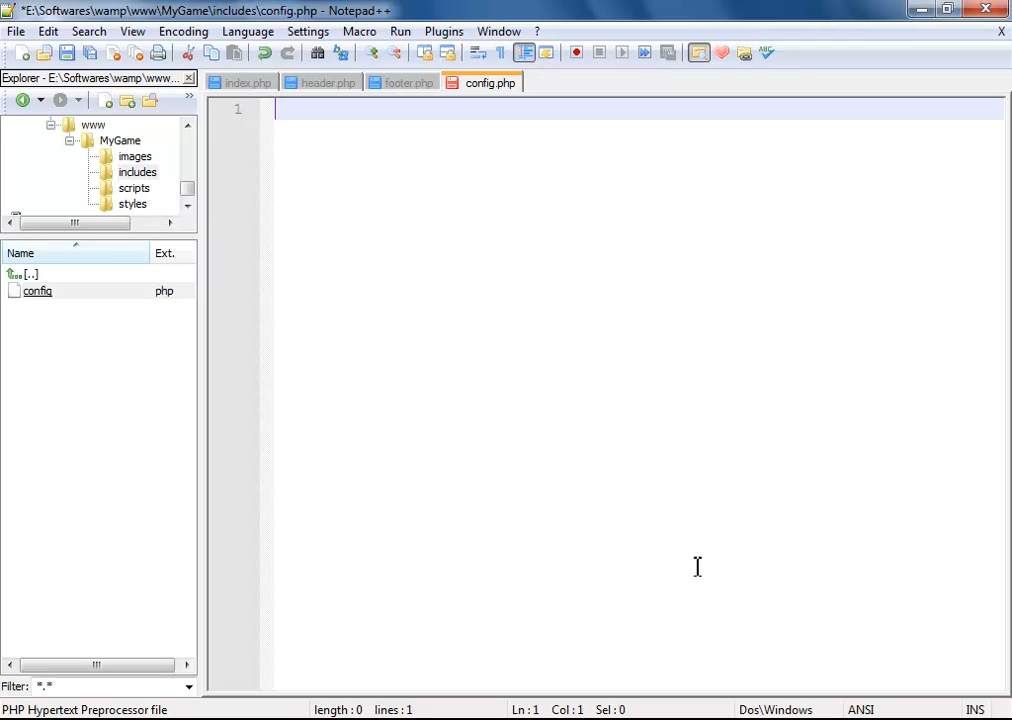 *E:\Softwares\wamp\www\MyGame\includes\config.php - Notepad++
File Edit Search View Encoding Language Settings Macro Run Plugins Window ? X
Explorer - E:\Softwares\wamp\www...
index.php header.php footer.php config.php
1
www
MyGame
images
includes
scripts
styles
Name Ext.
[..]
config php
Filter: *.*
PHP Hypertext Preprocessor file length : 0 lines : 1 Ln : 1 Col : 1 Sel : 0 Dos\Windows ANSI INS